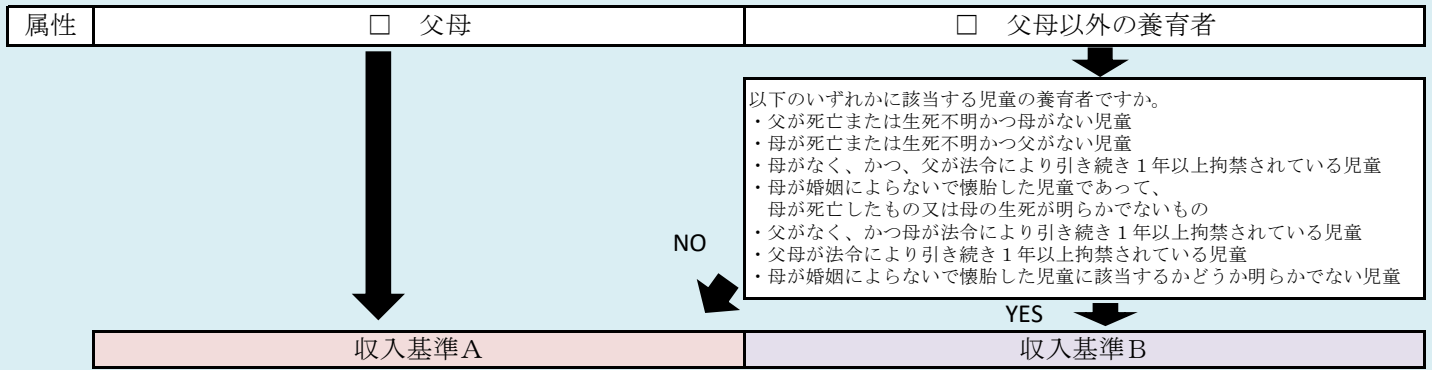 属性 □ 父母 □ 父母以外の養育者
以下のいずれかに該当する児童の養育者ですか。
・父が死亡または生死不明かつ母がない児童
・母が死亡または生死不明かつ父がない児童
・母がなく、かつ、父が法令により引き続き１年以上拘禁されている児童
・母が婚姻によらないで懐胎した児童であって、
母が死亡したもの又は母の生死が明らかでないもの
・父がなく、かつ母が法令により引き続き１年以上拘禁されている児童
・父母が法令により引き続き１年以上拘禁されている児童
・母が婚姻によらないで懐胎した児童に該当するかどうか明らかでない児童
NO
YES
収入基準Ａ 収入基準Ｂ